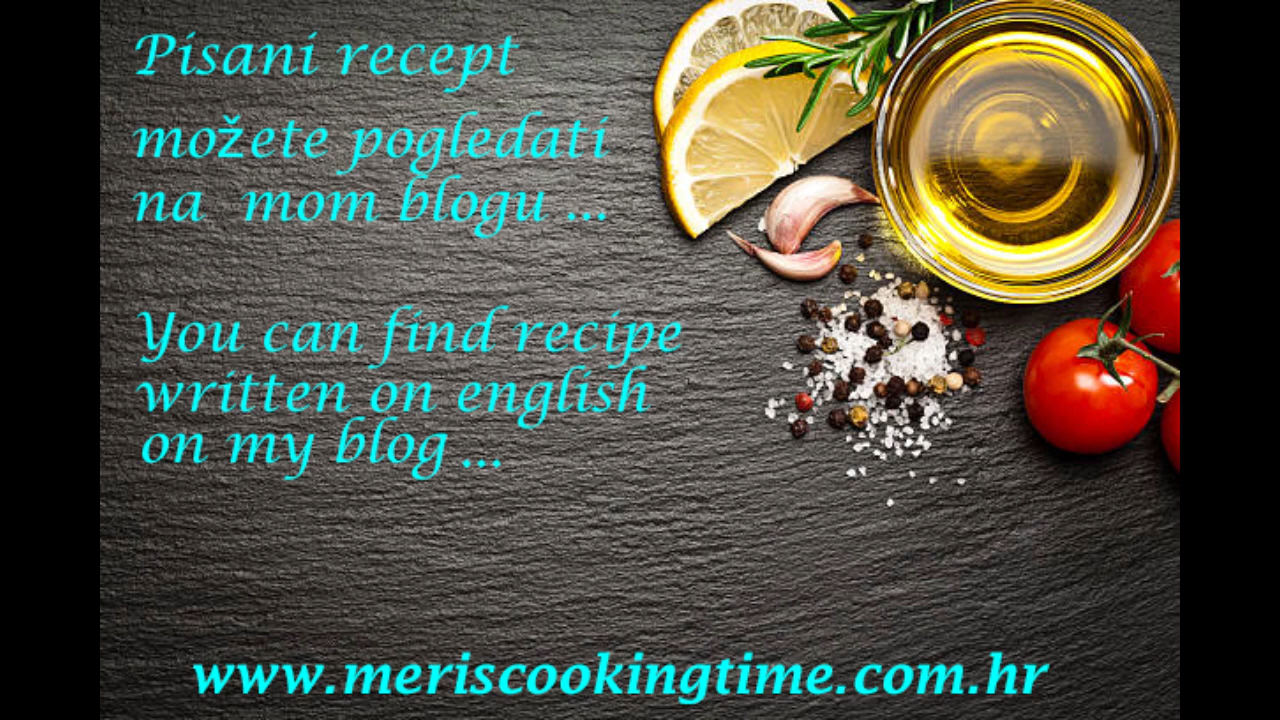 Pisani recept
možete pogledati
na mom blogu ...
You can find recipe
written on english
on my blog ...
www.meriscookingtime.com.hr